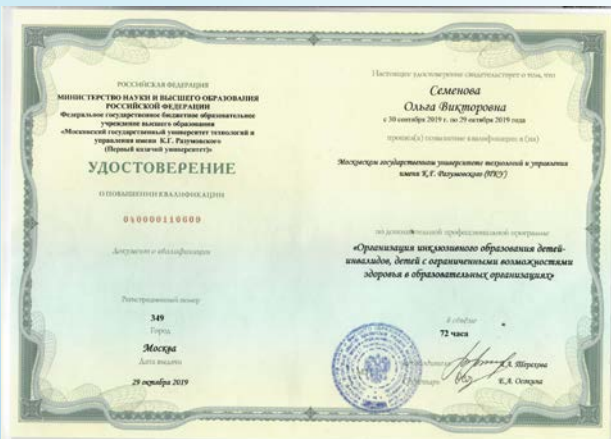 РОССИЙСКАЯ ФЕДЕРАЦИЯ
МИНИСТЕРСТВО НАУКИ И ВЫСШЕГО ОБРАЗОВАНИЯ
РОССИЙСКОЙ ФЕДЕРАЦИИ
Федеральное государственное бюджетное образовательное
учреждение высшего образования
«Московский государственный университет технологий и
управления имени К.Г. Разумовского
(Первый казачий университет)»
УДОСТОВЕРЕНИЕ
О ПОВЫШЕНИИ КВАЛИФИКАЦИИ
040000110600
Документ о квалификации
Регистрационный номер
349
Город
Москва
Дата выдачи
29 октября 2019
Настоящее удостоверение свидетельствует о том, что
Семенова
Ольга Викторовна
с 30 сентября 2019 г. по 29 октября 2019 года
прошел(а) повышение квалификации в (на)
Московском государственном университете технологий и управления
имени К.Г. Разумовского (ПКУ)
по дополнительной профессиональной программе
«Организация инклюзивного образования детей-
инвалидов, детей с ограниченными возможностями
здоровья в образовательных организациях»
в объёме
72 часа
Руководитель
Секретарь Е.А. Осокина